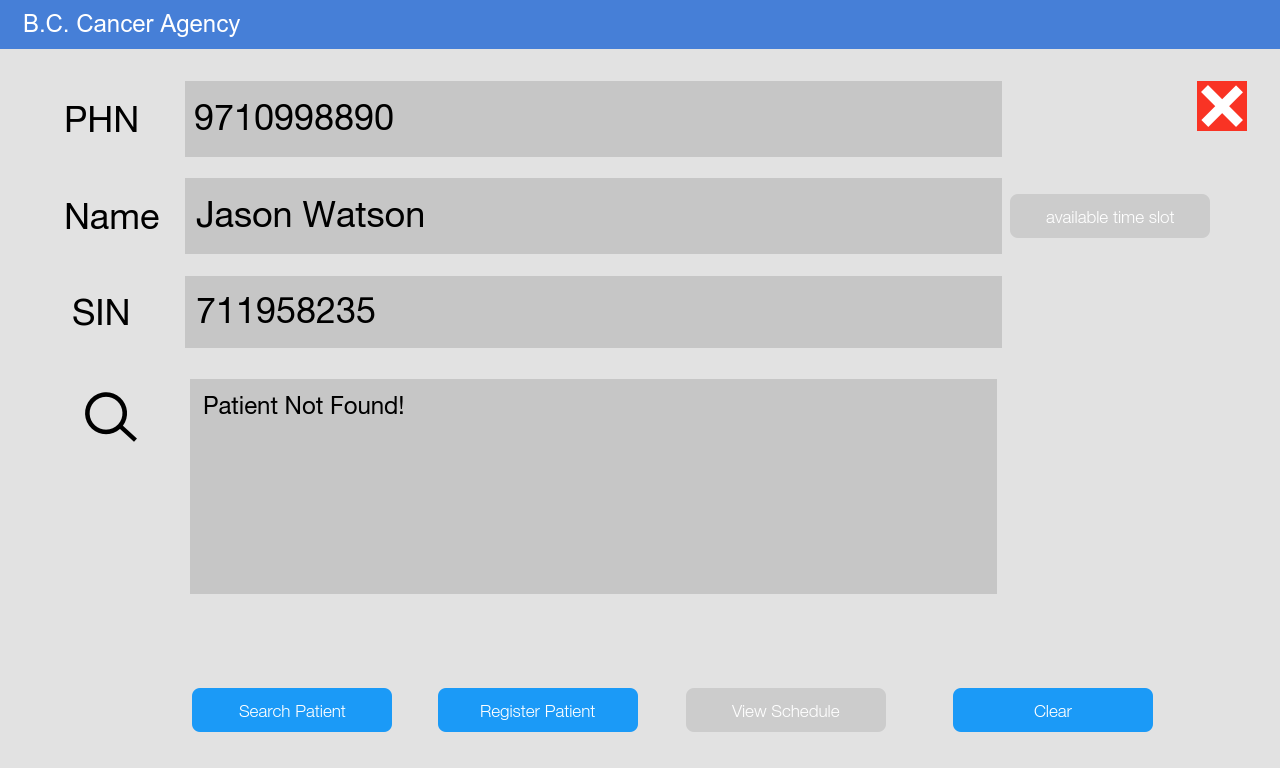 B.C. Cancer Agency
PHN 9710998890
Name Jason Watson
available time slot
SIN 711958235
Patient Not Found!
Search Patient Register Patient View Schedule Clear